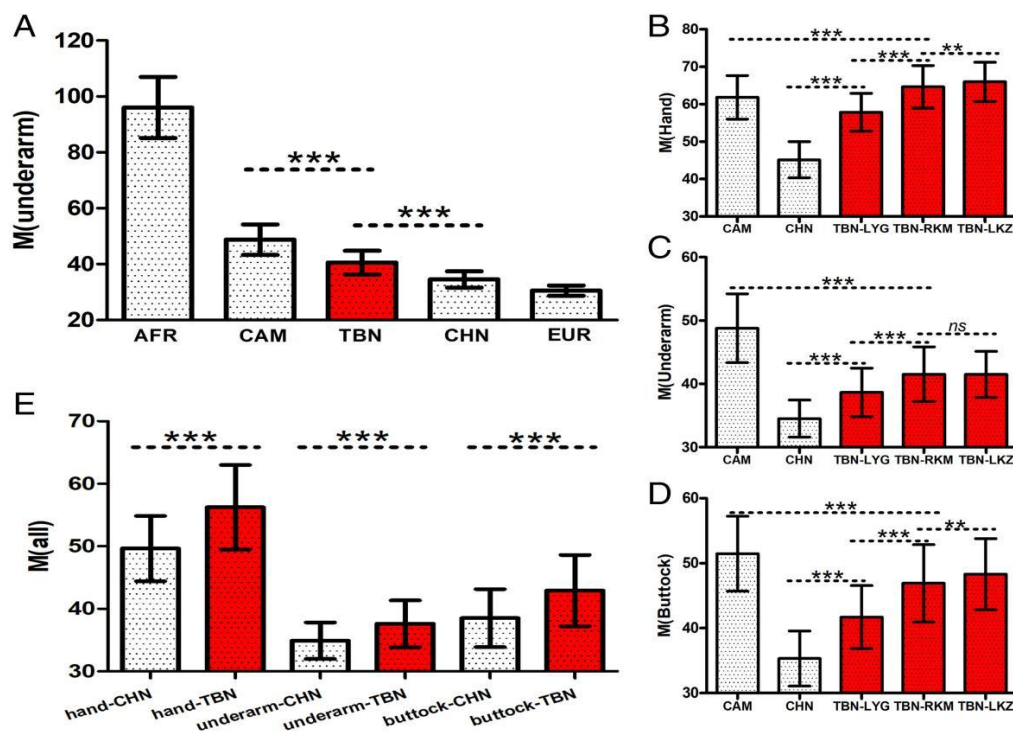 A
M(underarm)
120
100
80
60
40
20
***
***
AFR CAM TBN CHN EUR
B
M(Hand)
80
70
60
50
40
30
***
***
***
**
CAM CHN TBN-LYG TBN-RKM TBN-LKZ
C
M(Underarm)
60
50
40
30
***
***
***
ns
CAM CHN TBN-LYG TBN-RKM TBN-LKZ
D
M(Buttock)
60
50
40
30
***
***
***
**
CAM CHN TBN-LYG TBN-RKM TBN-LKZ
E
M(all)
70
60
50
40
30
***
***
***
hand-CHN
hand-TBN
underarm-CHN
underarm-TBN
buttock-CHN
buttock-TBN